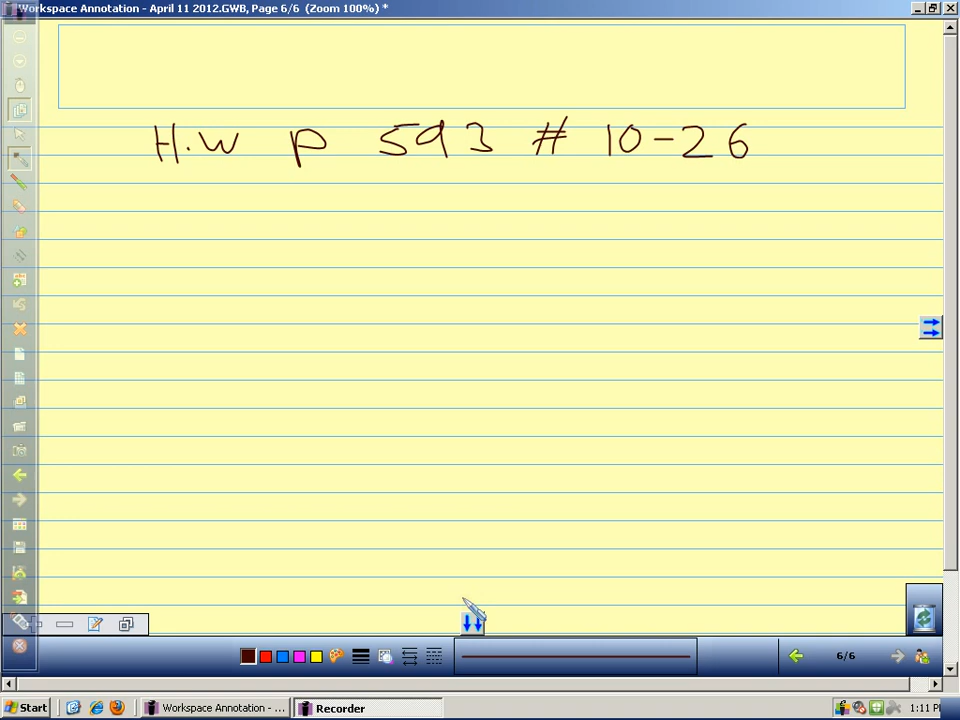 Workspace Annotation - April 11 2012.GWB, Page 6/6 (Zoom 100%) *
H.W p 593 # 10-26
6/6
Start
Workspace Annotation - ...
Recorder
1:11 P